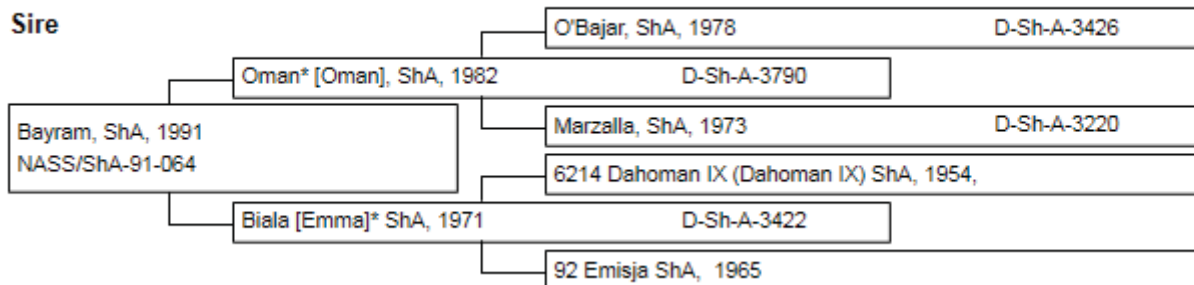 Sire
O'Bajar, ShA, 1978 D-Sh-A-3426
Oman* [Oman], ShA, 1982 D-Sh-A-3790
Marzalla, ShA, 1973 D-Sh-A-3220
Bayram, ShA, 1991
NASS/ShA-91-064
6214 Dahoman IX (Dahoman IX) ShA, 1954,
Biala [Emma]* ShA, 1971 D-Sh-A-3422
92 Emisja ShA, 1965